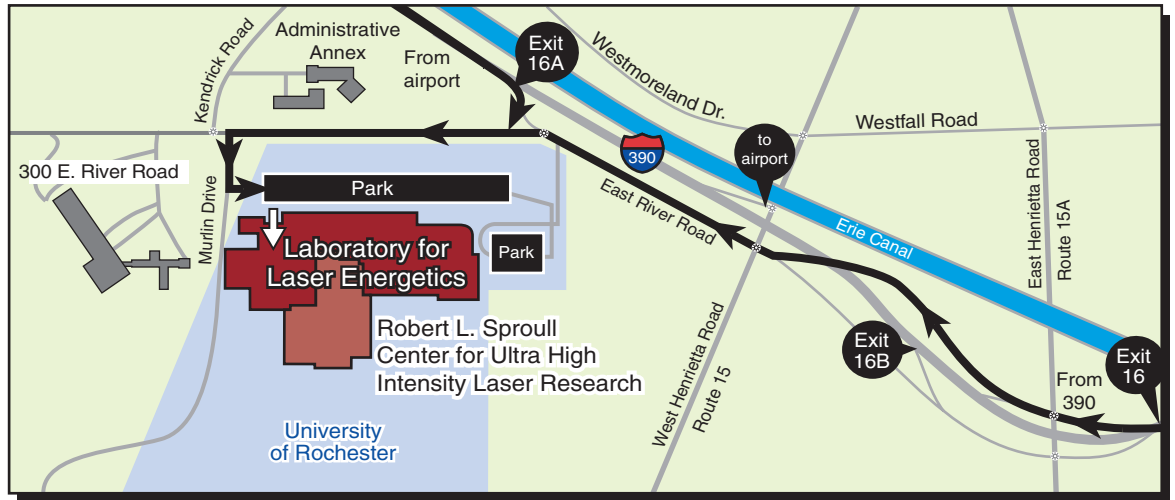 Kendrick Road
Administrative
Annex
From
airport
Exit
16A
Westmoreland Dr.
Westfall Road
to
airport
390
300 E. River Road
Park
East River Road
Murlin Drive
Laboratory for
Laser Energetics
Park
Erie Canal
East Henrietta Road
Route 15A
Robert L. Sproull
Center for Ultra High
Intensity Laser Research
West Henrietta Road
Route 15
Exit
16B
Exit
16
From
390
University
of Rochester